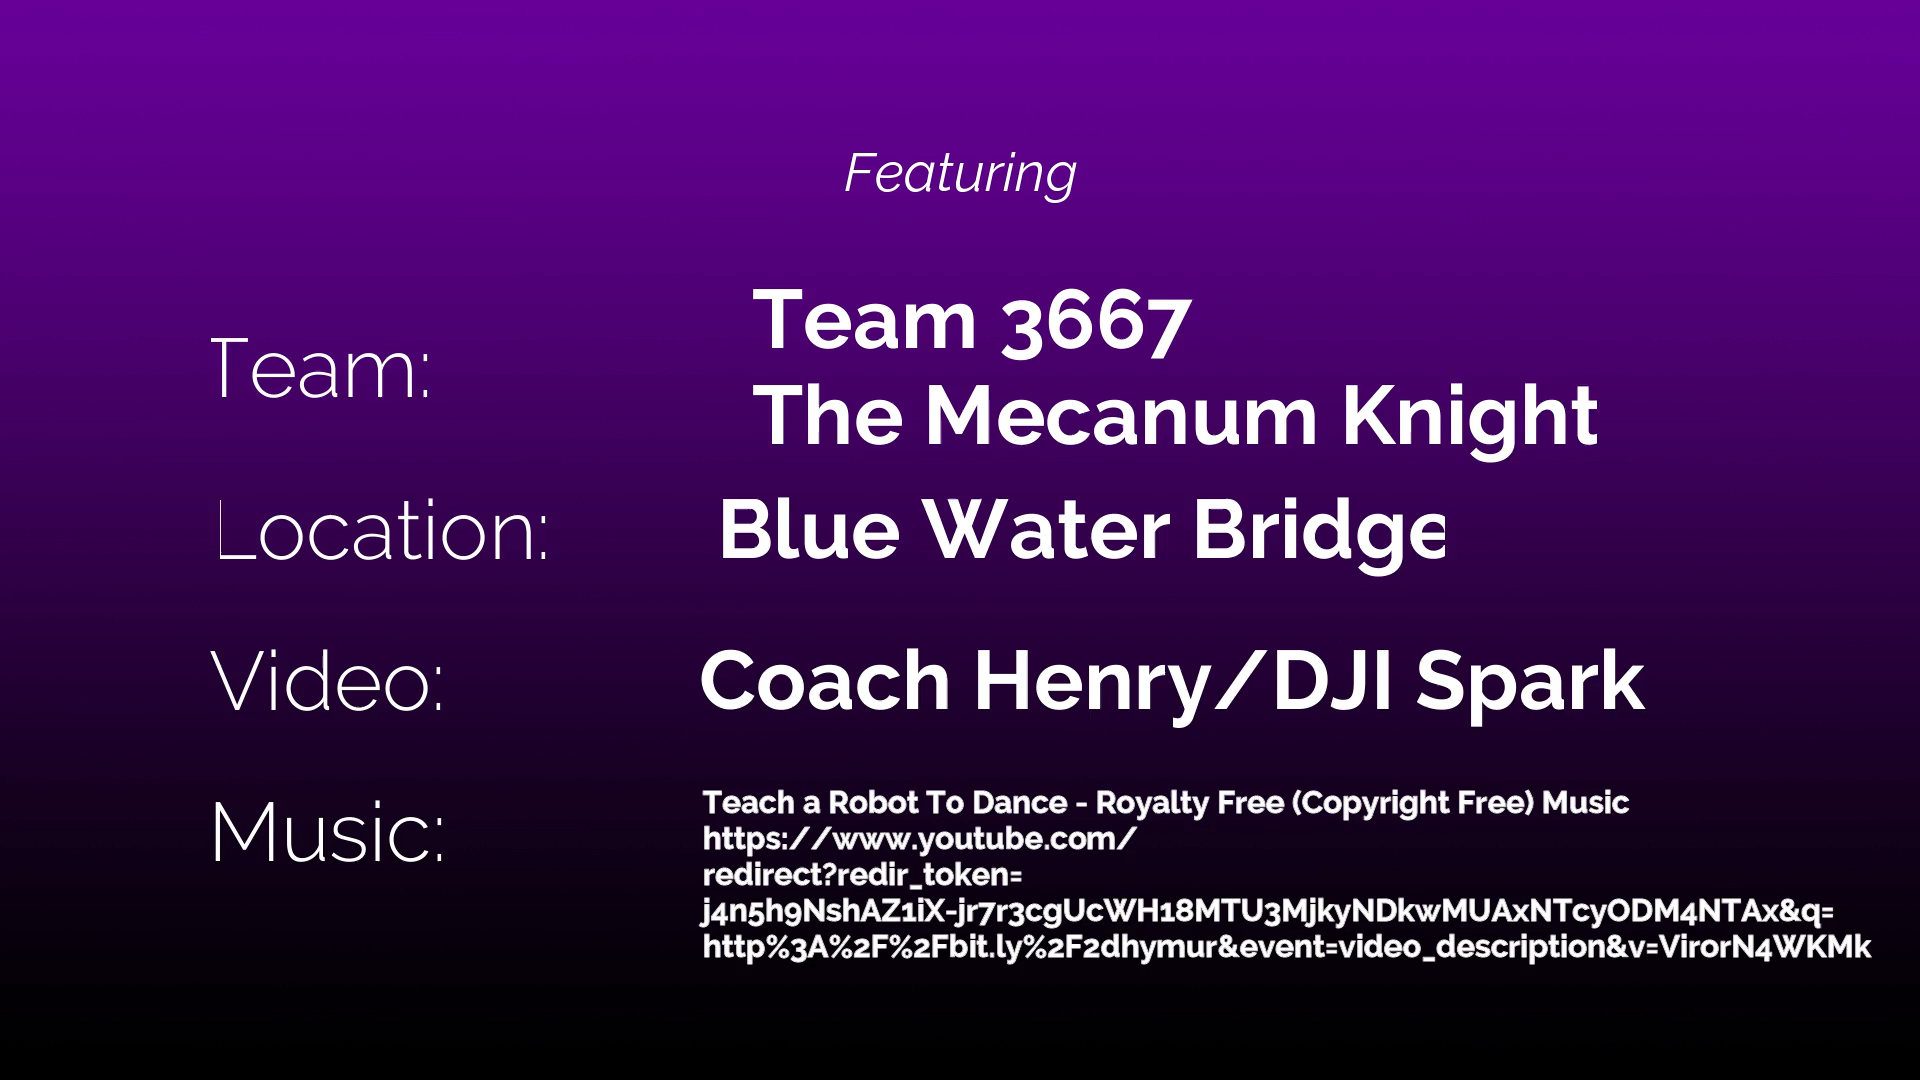 Featuring
Team:
Team 3667
The Mecanum Knight
Location:
Blue Water Bridge
Video:
Coach Henry/DJI Spark
Music:
Teach a Robot To Dance - Royalty Free (Copyright Free) Music
https://www.youtube.com/
redirect?redir_token=
j4n5h9NshAZ1iX-jr7r3cgUcWH18MTU3MjkyNDkwMUAxNTcyODM4NTAx&q=
http%3A%2F%2Fbit.ly%2F2dhymur&event=video_description&v=VirorN4WKMk